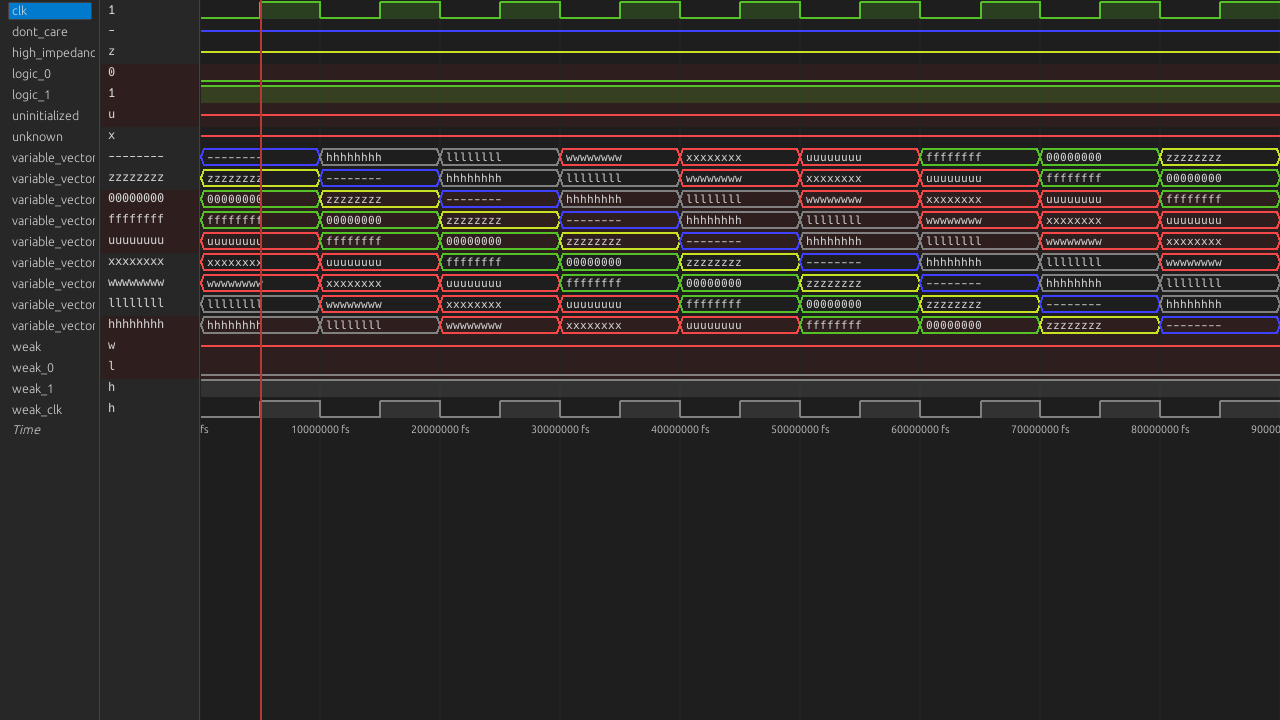 clk 1
dont_care -
high_impedanc z
logic_0 0
logic_1 1
uninitialized u
unknown x
variable_vector -------- -------- hhhhhhhh llllllll wwwwwwww xxxxxxxx uuuuuuuu ffffffff 00000000 zzzzzzzz
variable_vector zzzzzzzz zzzzzzzz -------- hhhhhhhh llllllll wwwwwwww xxxxxxxx uuuuuuuu ffffffff 00000000
variable_vector 00000000 00000000 zzzzzzzz -------- hhhhhhhh llllllll wwwwwwww xxxxxxxx uuuuuuuu ffffffff
variable_vector ffffffff ffffffff 00000000 zzzzzzzz -------- hhhhhhhh llllllll wwwwwwww xxxxxxxx uuuuuuuu
variable_vector uuuuuuuu uuuuuuuu ffffffff 00000000 zzzzzzzz -------- hhhhhhhh llllllll wwwwwwww xxxxxxxx
variable_vector xxxxxxxx xxxxxxxx uuuuuuuu ffffffff 00000000 zzzzzzzz -------- hhhhhhhh llllllll wwwwwwww
variable_vector wwwwwwww wwwwwwww xxxxxxxx uuuuuuuu ffffffff 00000000 zzzzzzzz -------- hhhhhhhh llllllll
variable_vector llllllll llllllll wwwwwwww xxxxxxxx uuuuuuuu ffffffff 00000000 zzzzzzzz -------- hhhhhhhh
variable_vector hhhhhhhh hhhhhhhh llllllll wwwwwwww xxxxxxxx uuuuuuuu ffffffff 00000000 zzzzzzzz --------
weak w
weak_0 l
weak_1 h
weak_clk h
Time fs 10000000 fs 20000000 fs 30000000 fs 40000000 fs 50000000 fs 60000000 fs 70000000 fs 80000000 fs 90000